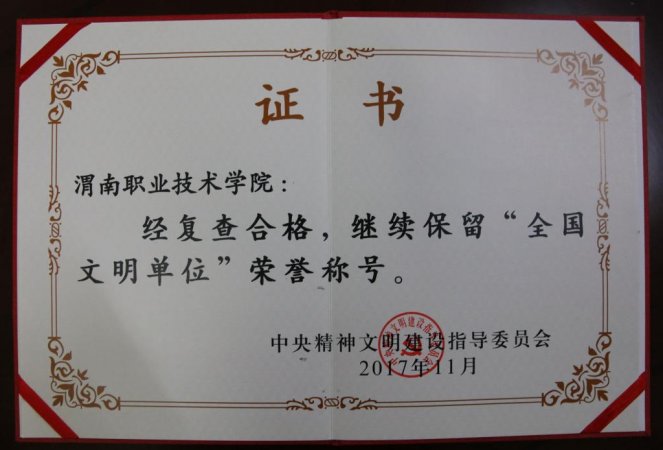 证书
渭南职业技术学院：
经复查合格，继续保留“全国
文明单位”荣誉称号。
中央精神文明建设指导委员会
2017年11月